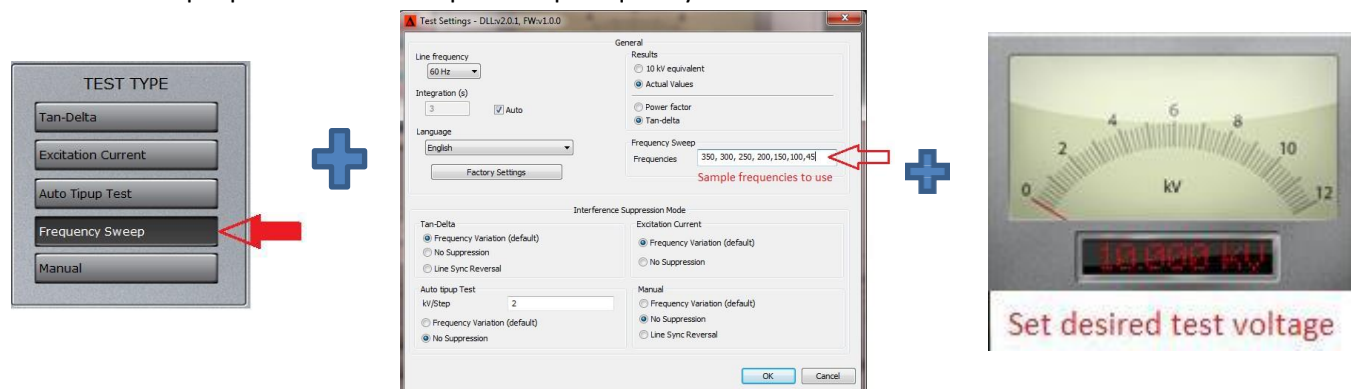 TEST TYPE
Tan-Delta
Excitation Current
Auto Tipup Test
Frequency Sweep
Manual
Test Settings - DLL:v2.0.1, FW:v1.0.0
General
Line frequency
60 Hz
Integration (s)
3
Auto
Language
English
Factory Settings
Results
10 kV equivalent
Actual Values
Power factor
Tan-delta
Frequency Sweep
Frequencies 350, 300, 250, 200,150,100,45
Sample frequencies to use
Interference Suppression Mode
Tan-Delta
Frequency Variation (default)
No Suppression
Line Sync Reversal
Excitation Current
Frequency Variation (default)
No Suppression
Auto tipup Test
kV/Step 2
Frequency Variation (default)
No Suppression
Manual
Frequency Variation (default)
No Suppression
Line Sync Reversal
OK Cancel
0 2 4 6 8 10 12
kV
10.000 kV
Set desired test voltage